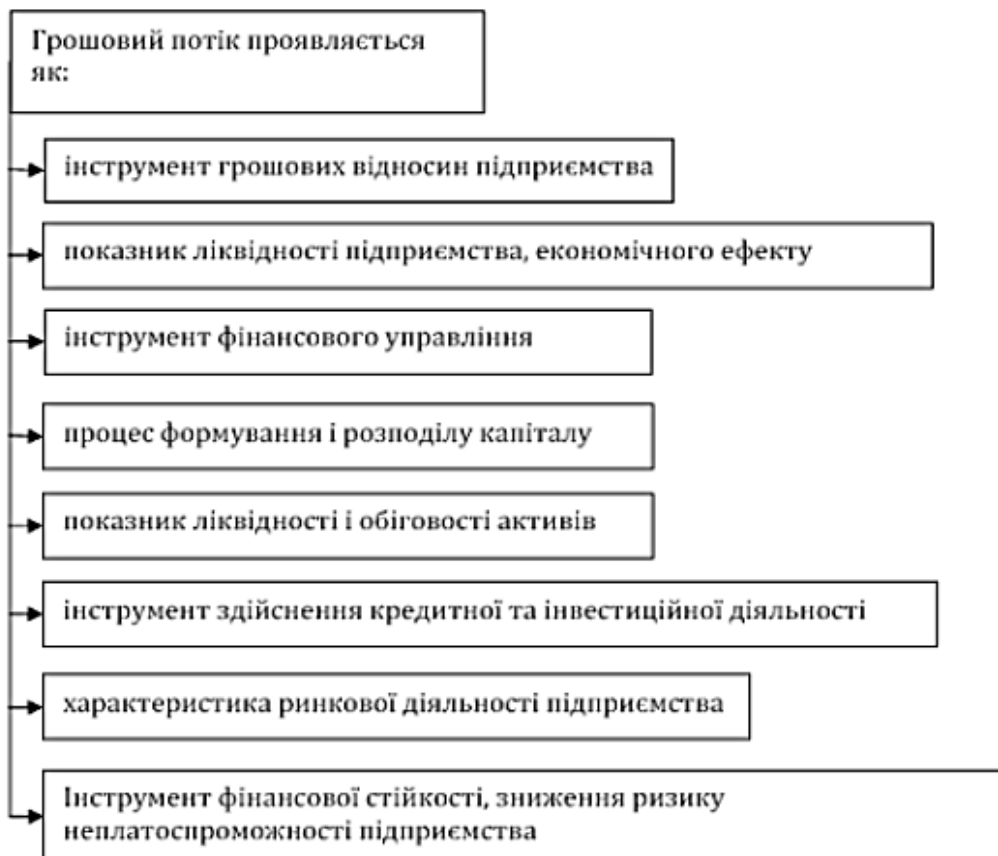 Грошовий потік проявляється
як:
інструмент грошових відносин підприємства
показник ліквідності підприємства, економічного ефекту
інструмент фінансового управління
процес формування і розподілу капіталу
показник ліквідності і обіговості активів
інструмент здійснення кредитної та інвестиційної діяльності
характеристика ринкової діяльності підприємства
Інструмент фінансової стійкості, зниження ризику
неплатоспроможності підприємства